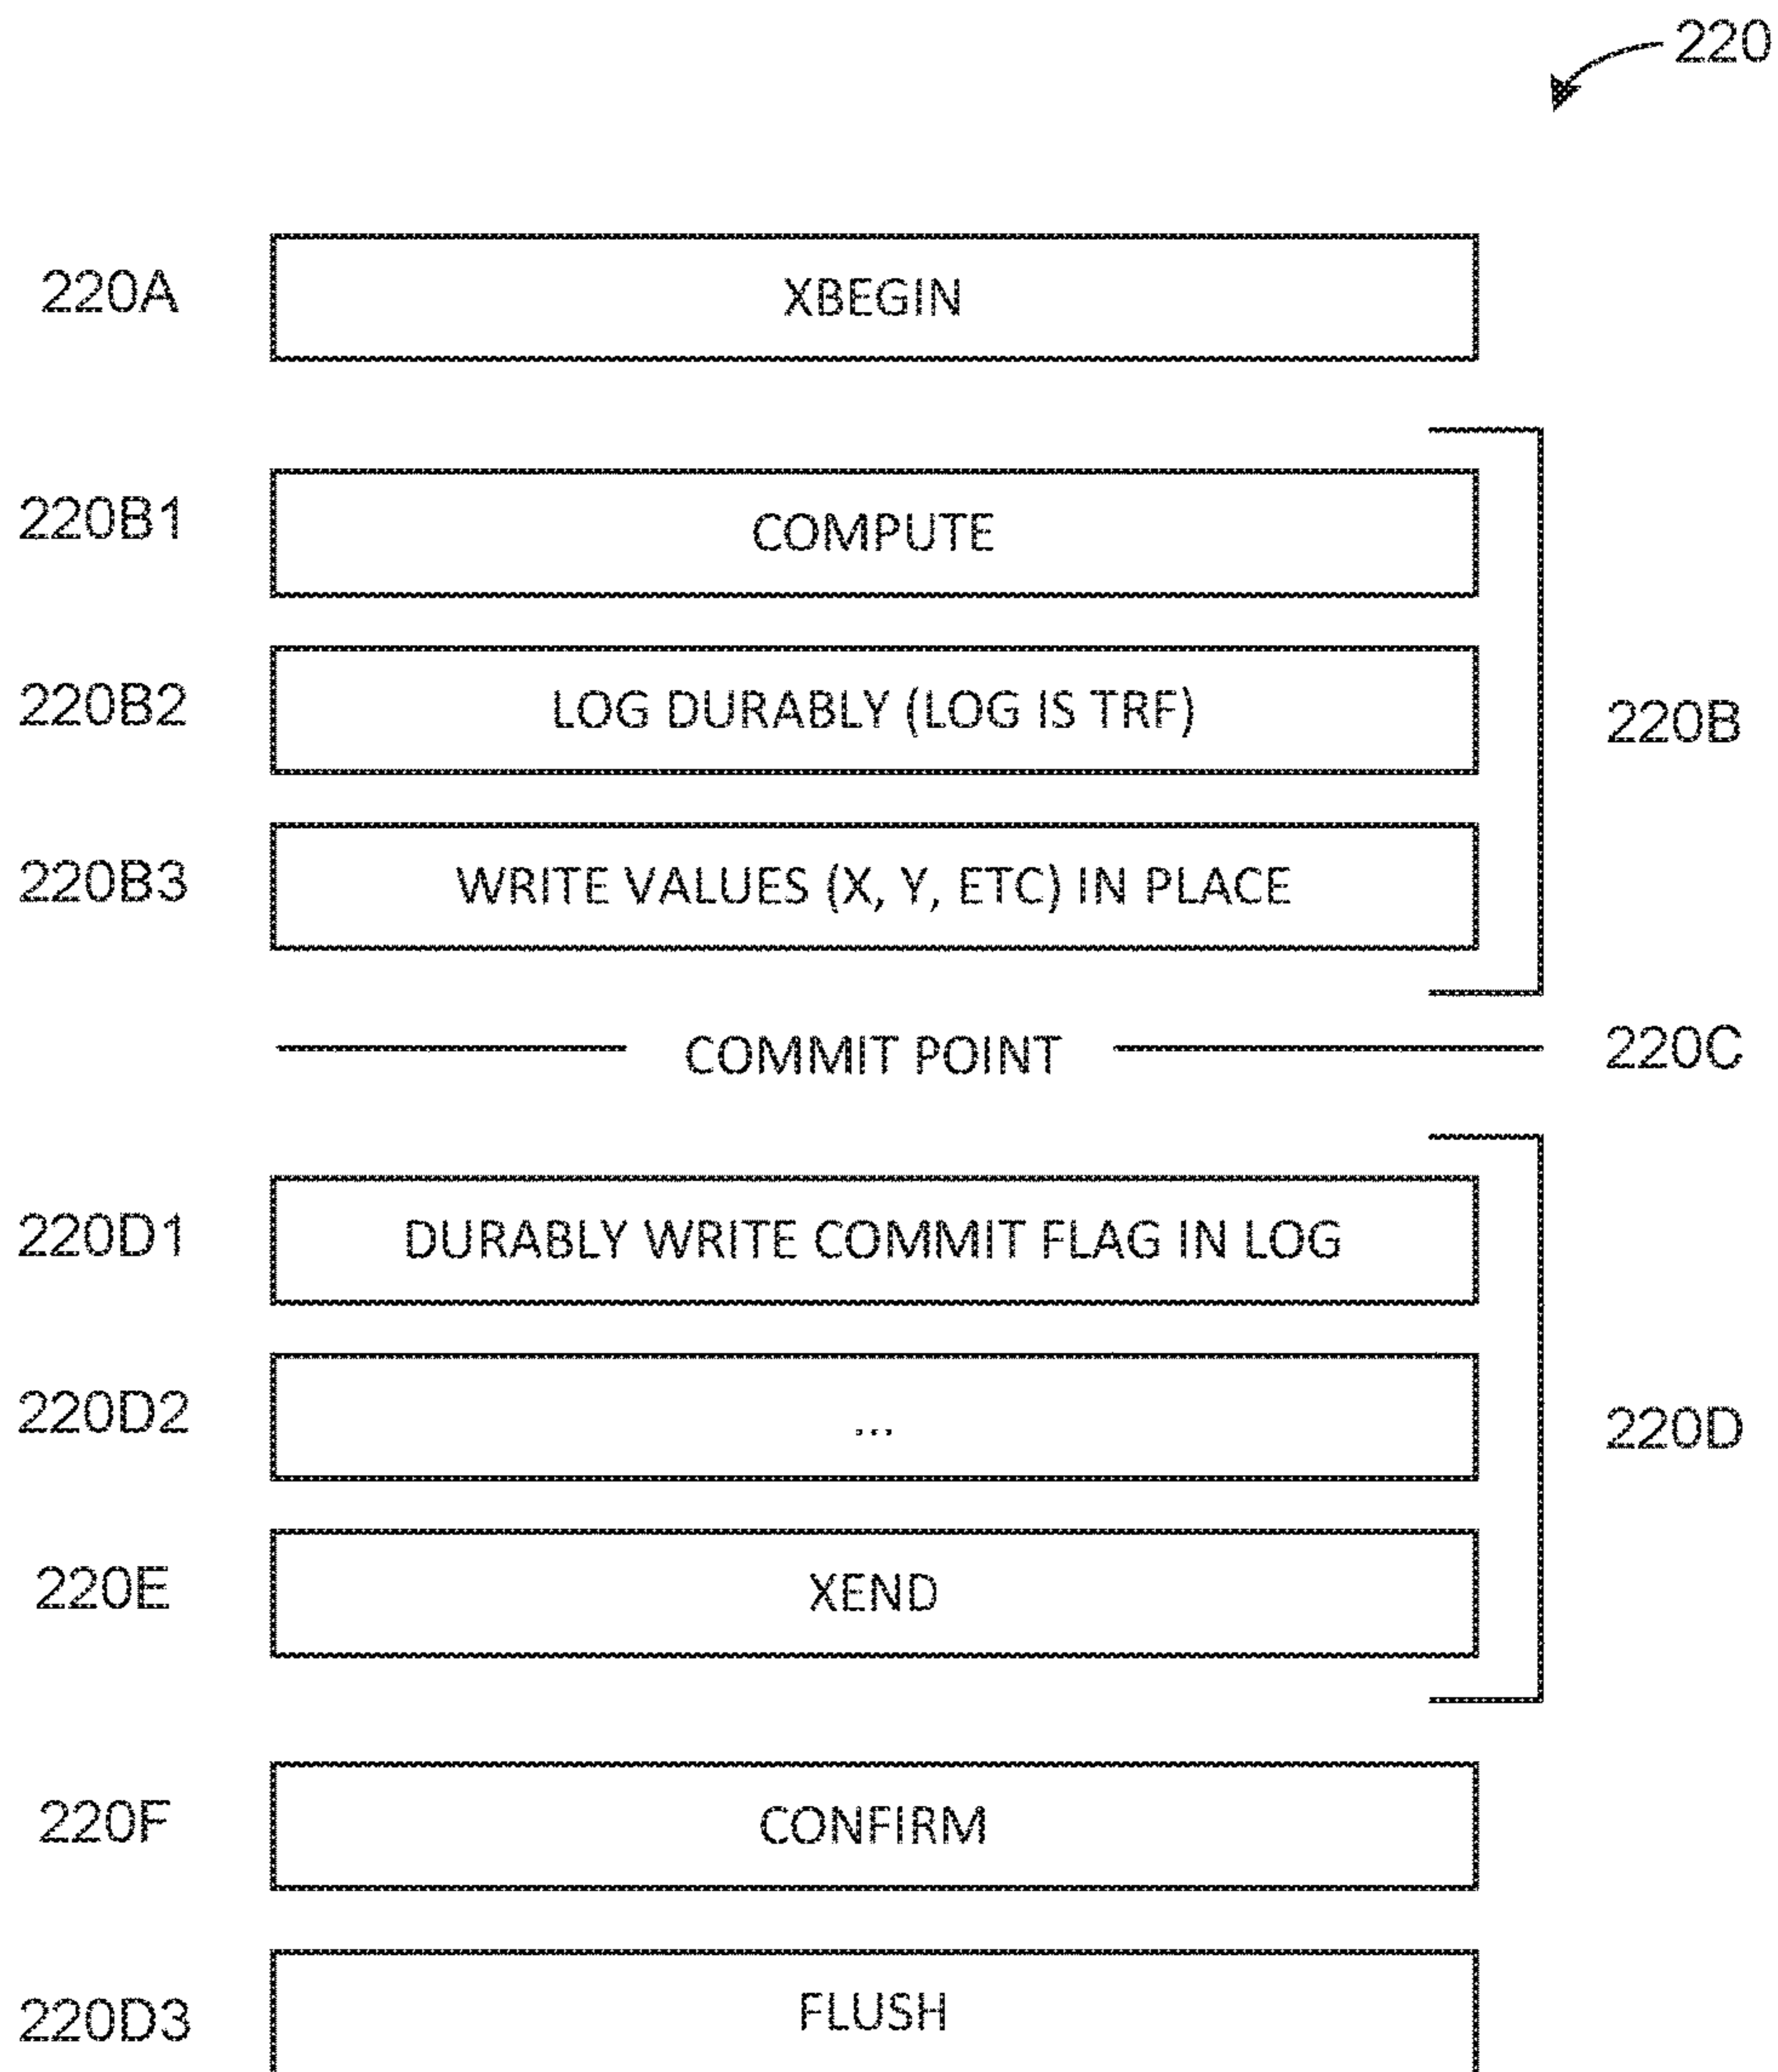 220
220A XBEGIN
220B1 COMPUTE
220B2 LOG DURABLY (LOG IS TRF)
220B
220B3 WRITE VALUES (X, Y, ETC) IN PLACE
COMMIT POINT 220C
220D1 DURABLY WRITE COMMIT FLAG IN LOG
220D2 ...
220D
220E XEND
220F CONFIRM
220D3 FLUSH